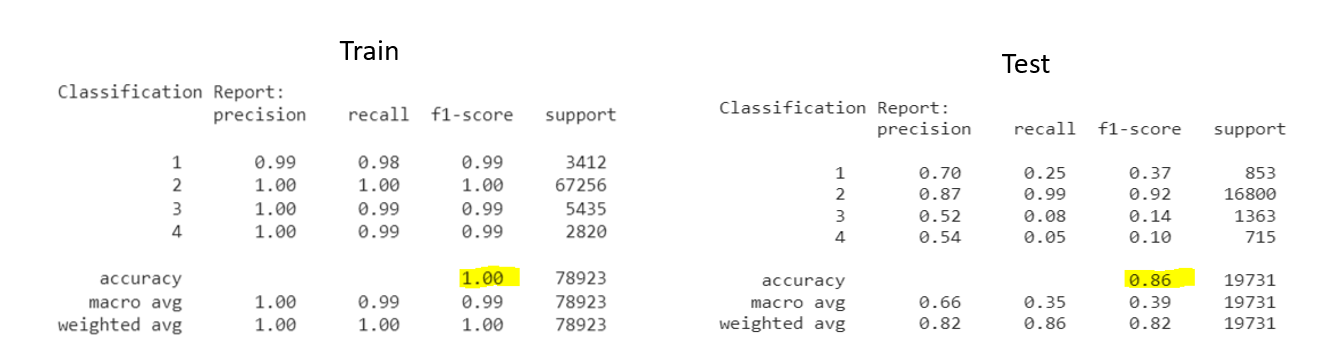 Train
Classification Report:
precision recall f1-score support
1 0.99 0.98 0.99 3412
2 1.00 1.00 1.00 67256
3 1.00 0.99 0.99 5435
4 1.00 0.99 0.99 2820
accuracy 1.00 78923
macro avg 1.00 0.99 0.99 78923
weighted avg 1.00 1.00 1.00 78923
Test
Classification Report:
precision recall f1-score support
1 0.70 0.25 0.37 853
2 0.87 0.99 0.92 16800
3 0.52 0.08 0.14 1363
4 0.54 0.05 0.10 715
accuracy 0.86 19731
macro avg 0.66 0.35 0.39 19731
weighted avg 0.82 0.86 0.82 19731